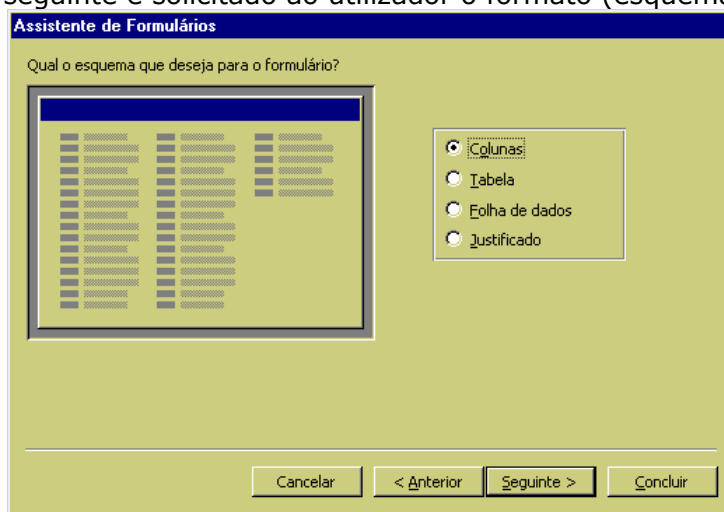 seguinte é solicitado ao utilizador o formato (esquema
Assistente de Formulários
Qual o esquema que deseja para o formulário?
Colunas
Tabela
Folha de dados
Justificado
Cancelar
< Anterior
Seguinte >
Concluir